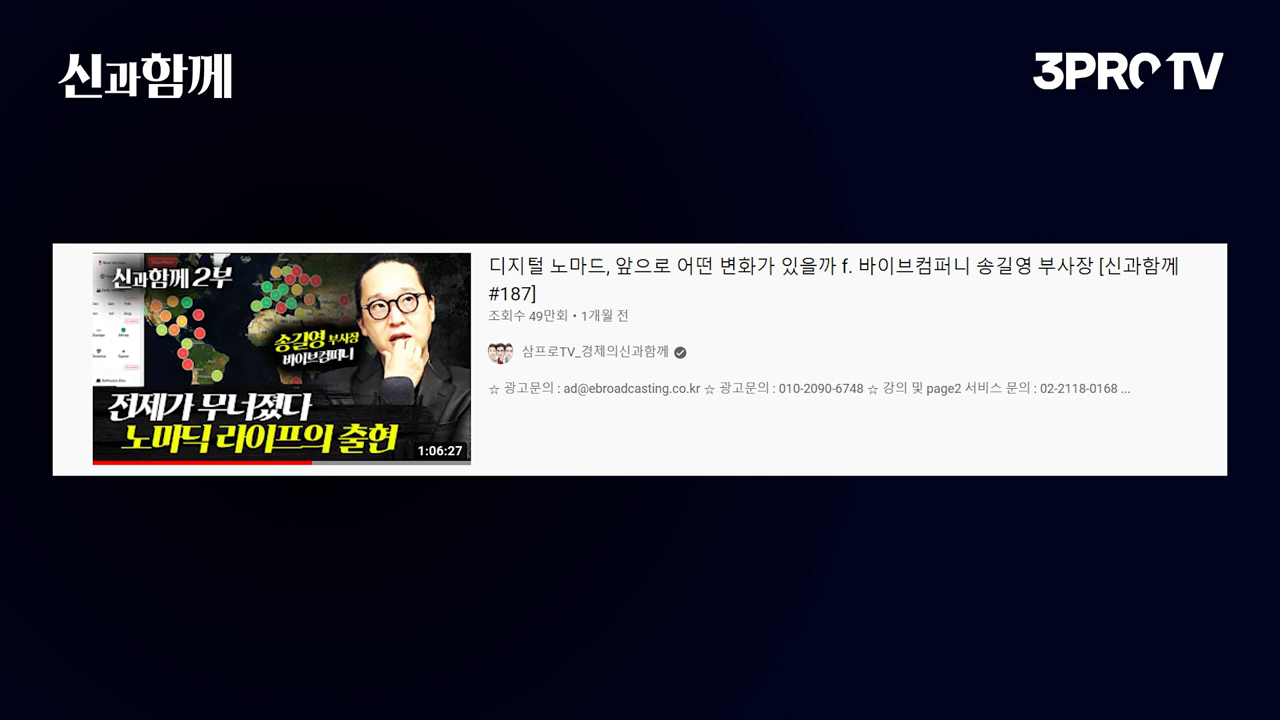 신과함께
3PROTV
신과함께 2부
송길영 부사장
바이브컴퍼니
전제가 무너졌다
노마딕 라이프의 출현
1:06:27
디지털 노마드, 앞으로 어떤 변화가 있을까 f. 바이브컴퍼니 송길영 부사장 [신과함께
#187]
조회수 49만회 • 1개월 전
삼프로TV_경제의신과함께
☆ 광고문의 : ad@ebroadcasting.co.kr ☆ 광고문의 : 010-2090-6748 ☆ 강의 및 page2 서비스 문의 : 02-2118-0168 ...